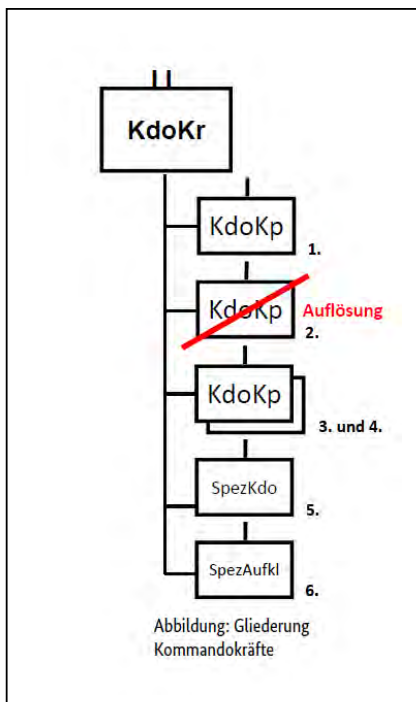 KdoKr
KdoKp
1.
KdoKp
Auflösung
2.
KdoKp
3. und 4.
SpezKdo
5.
SpezAufkl
6.
Abbildung: Gliederung
Kommandokräfte